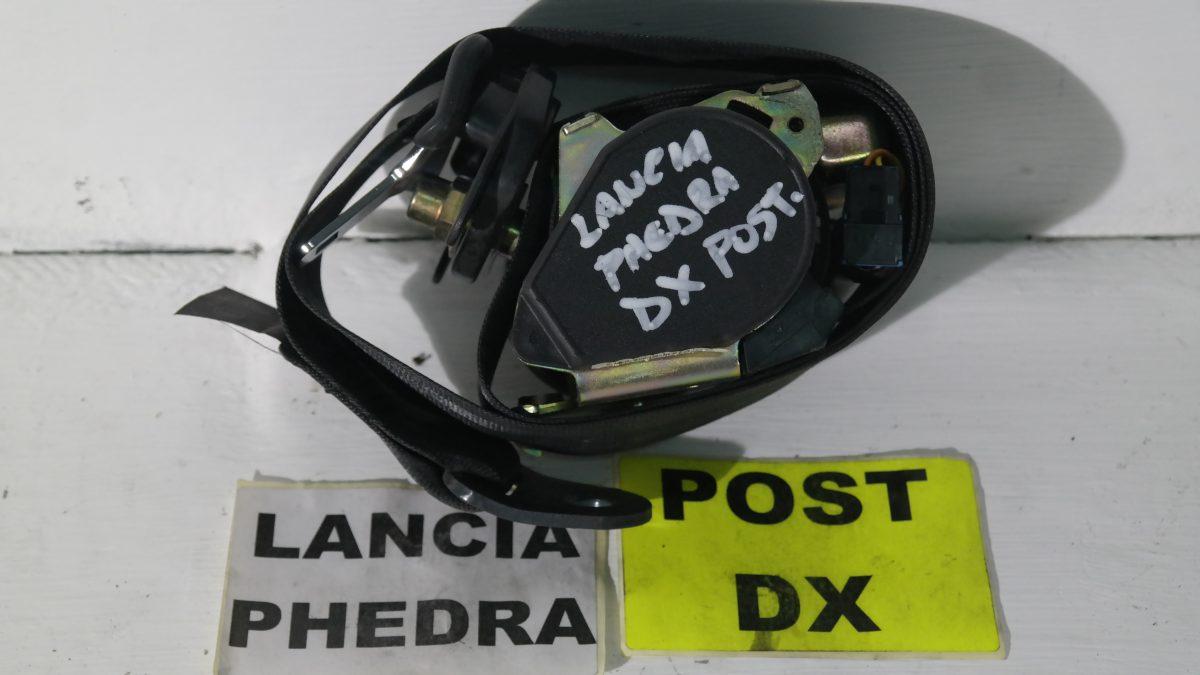 LANCIA
PHEDRA
DX POST.
LANCIA
PHEDRA
POST
DX